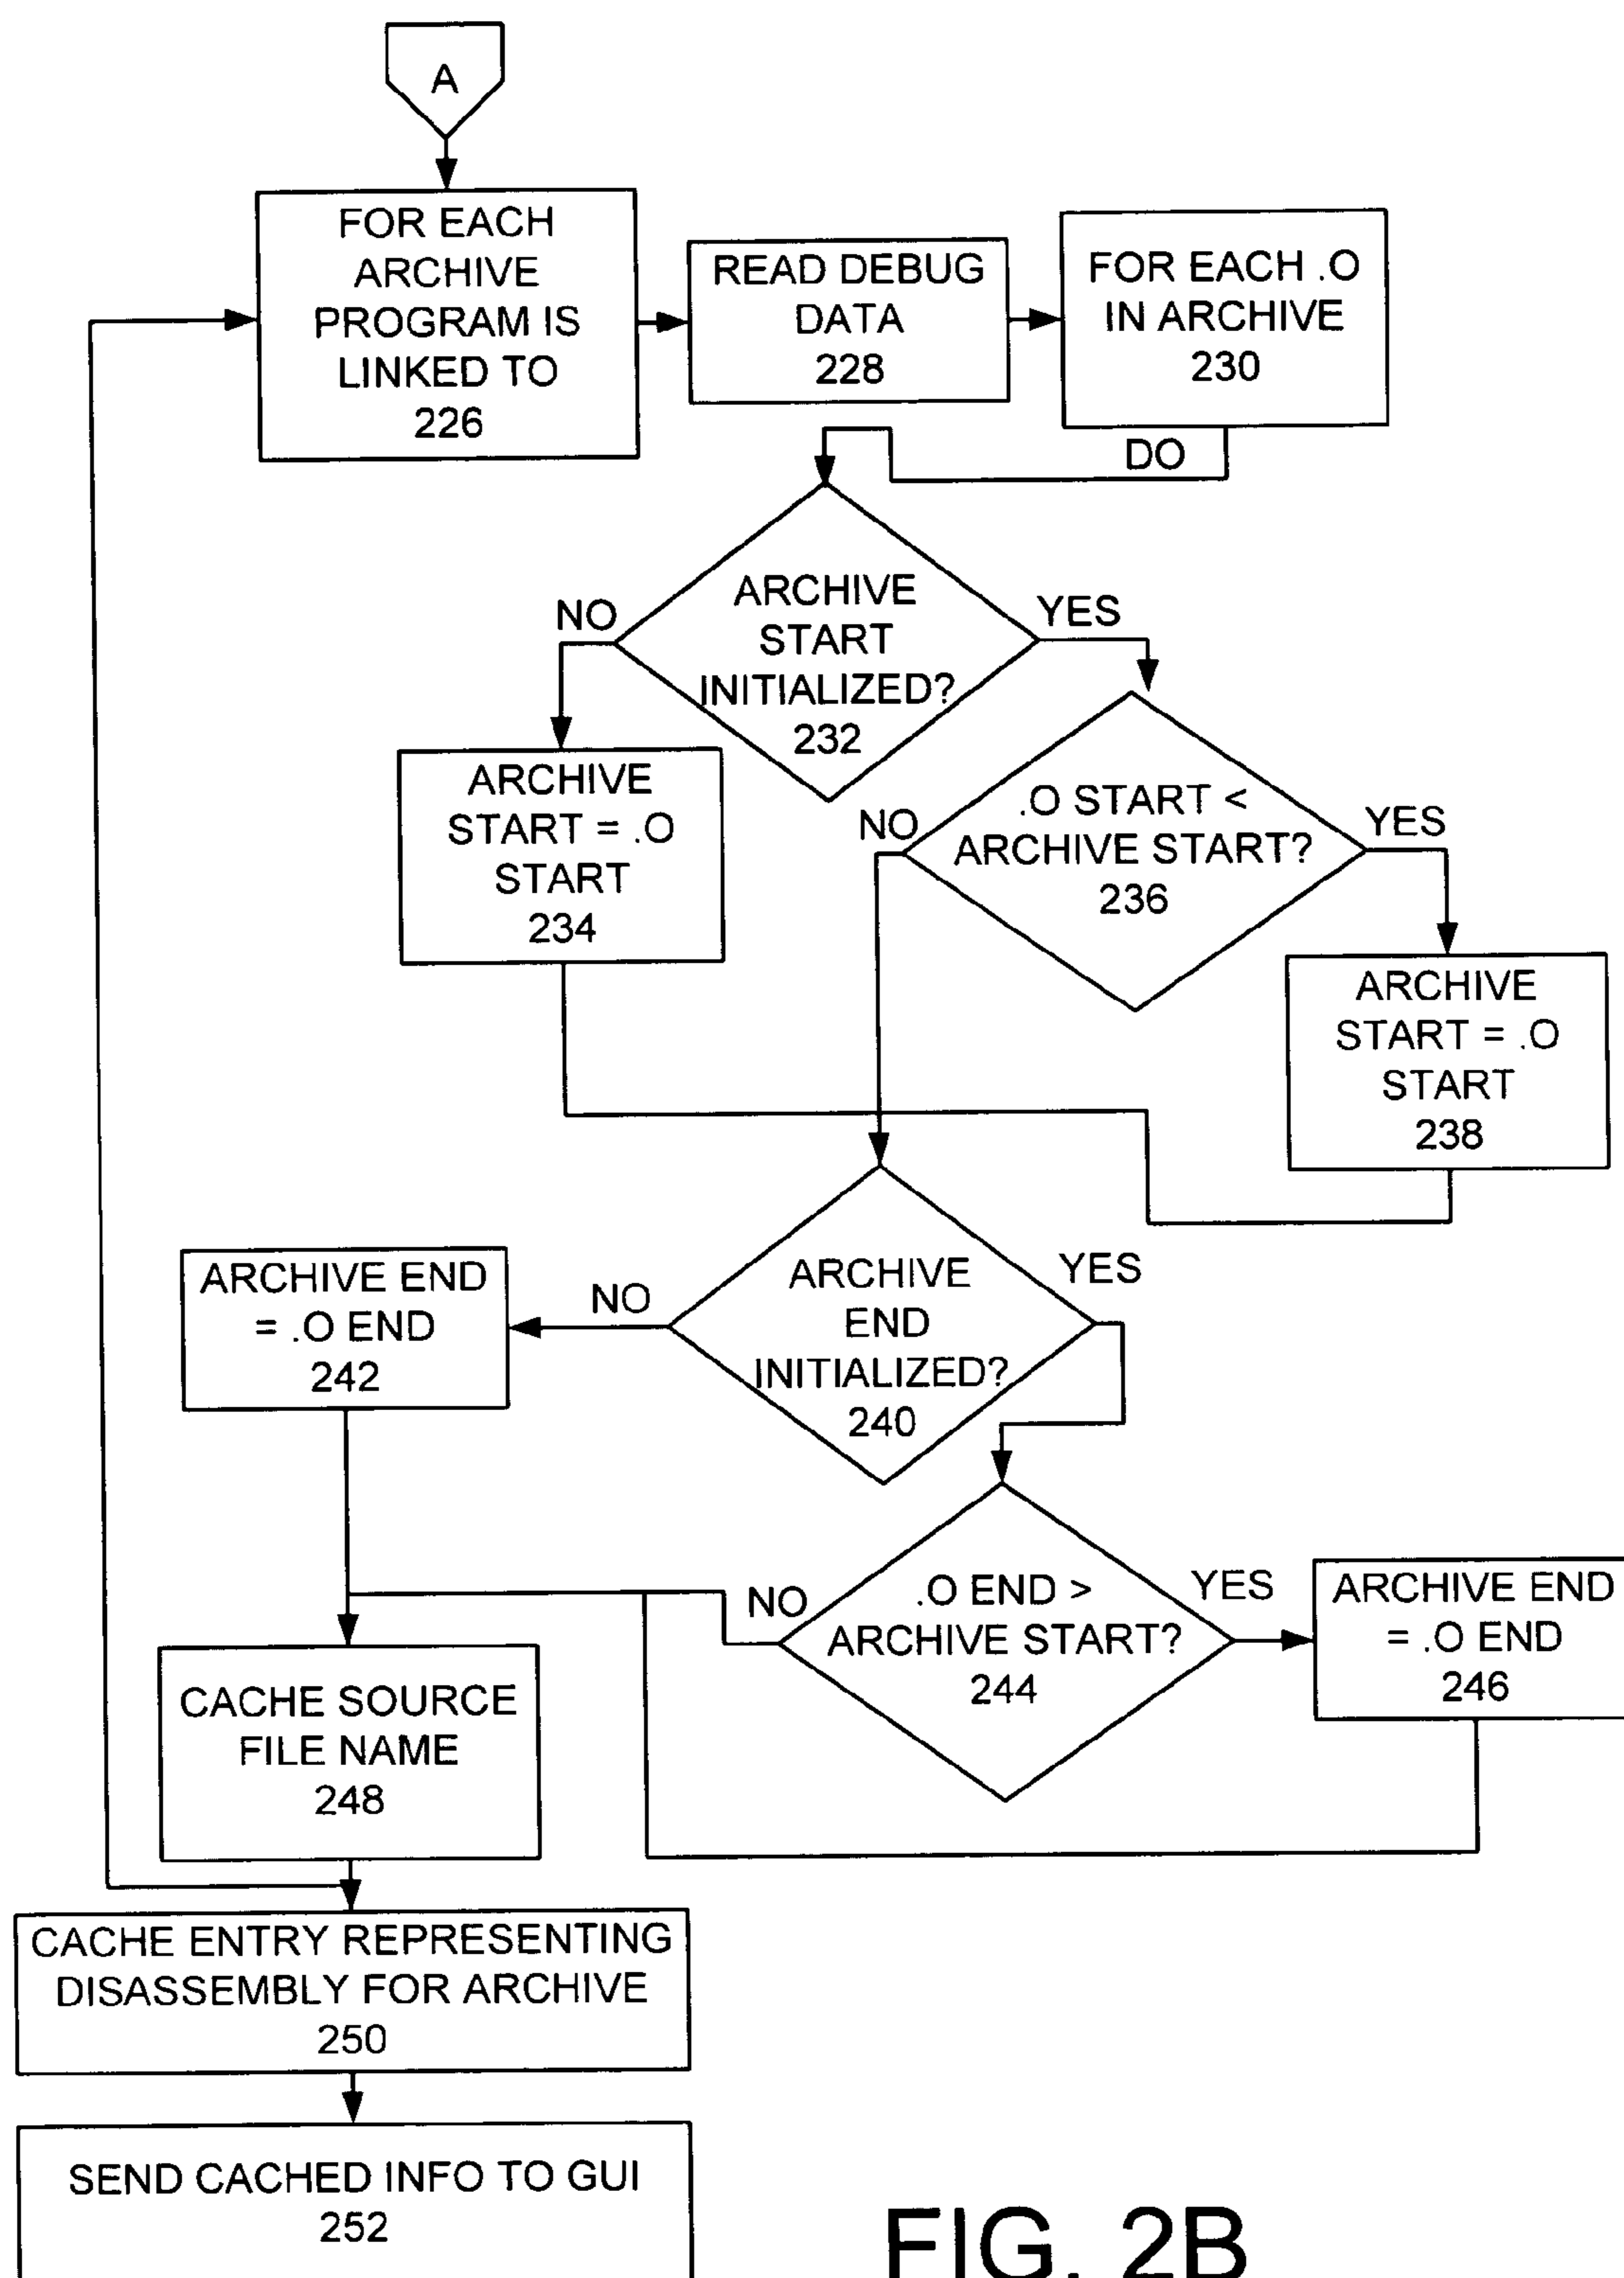 A
FOR EACH
ARCHIVE
PROGRAM IS
LINKED TO
226
READ DEBUG
DATA
228
FOR EACH .O
IN ARCHIVE
230
DO
ARCHIVE
START
INITIALIZED?
232
NO
YES
ARCHIVE
START = .O
START
234
.O START <
ARCHIVE START?
236
NO
YES
ARCHIVE
START = .O
START
238
ARCHIVE
END
INITIALIZED?
240
NO
YES
ARCHIVE END
= .O END
242
.O END >
ARCHIVE START?
244
NO
YES
ARCHIVE END
= .O END
246
CACHE SOURCE
FILE NAME
248
CACHE ENTRY REPRESENTING
DISASSEMBLY FOR ARCHIVE
250
SEND CACHED INFO TO GUI
252
FIG. 2B